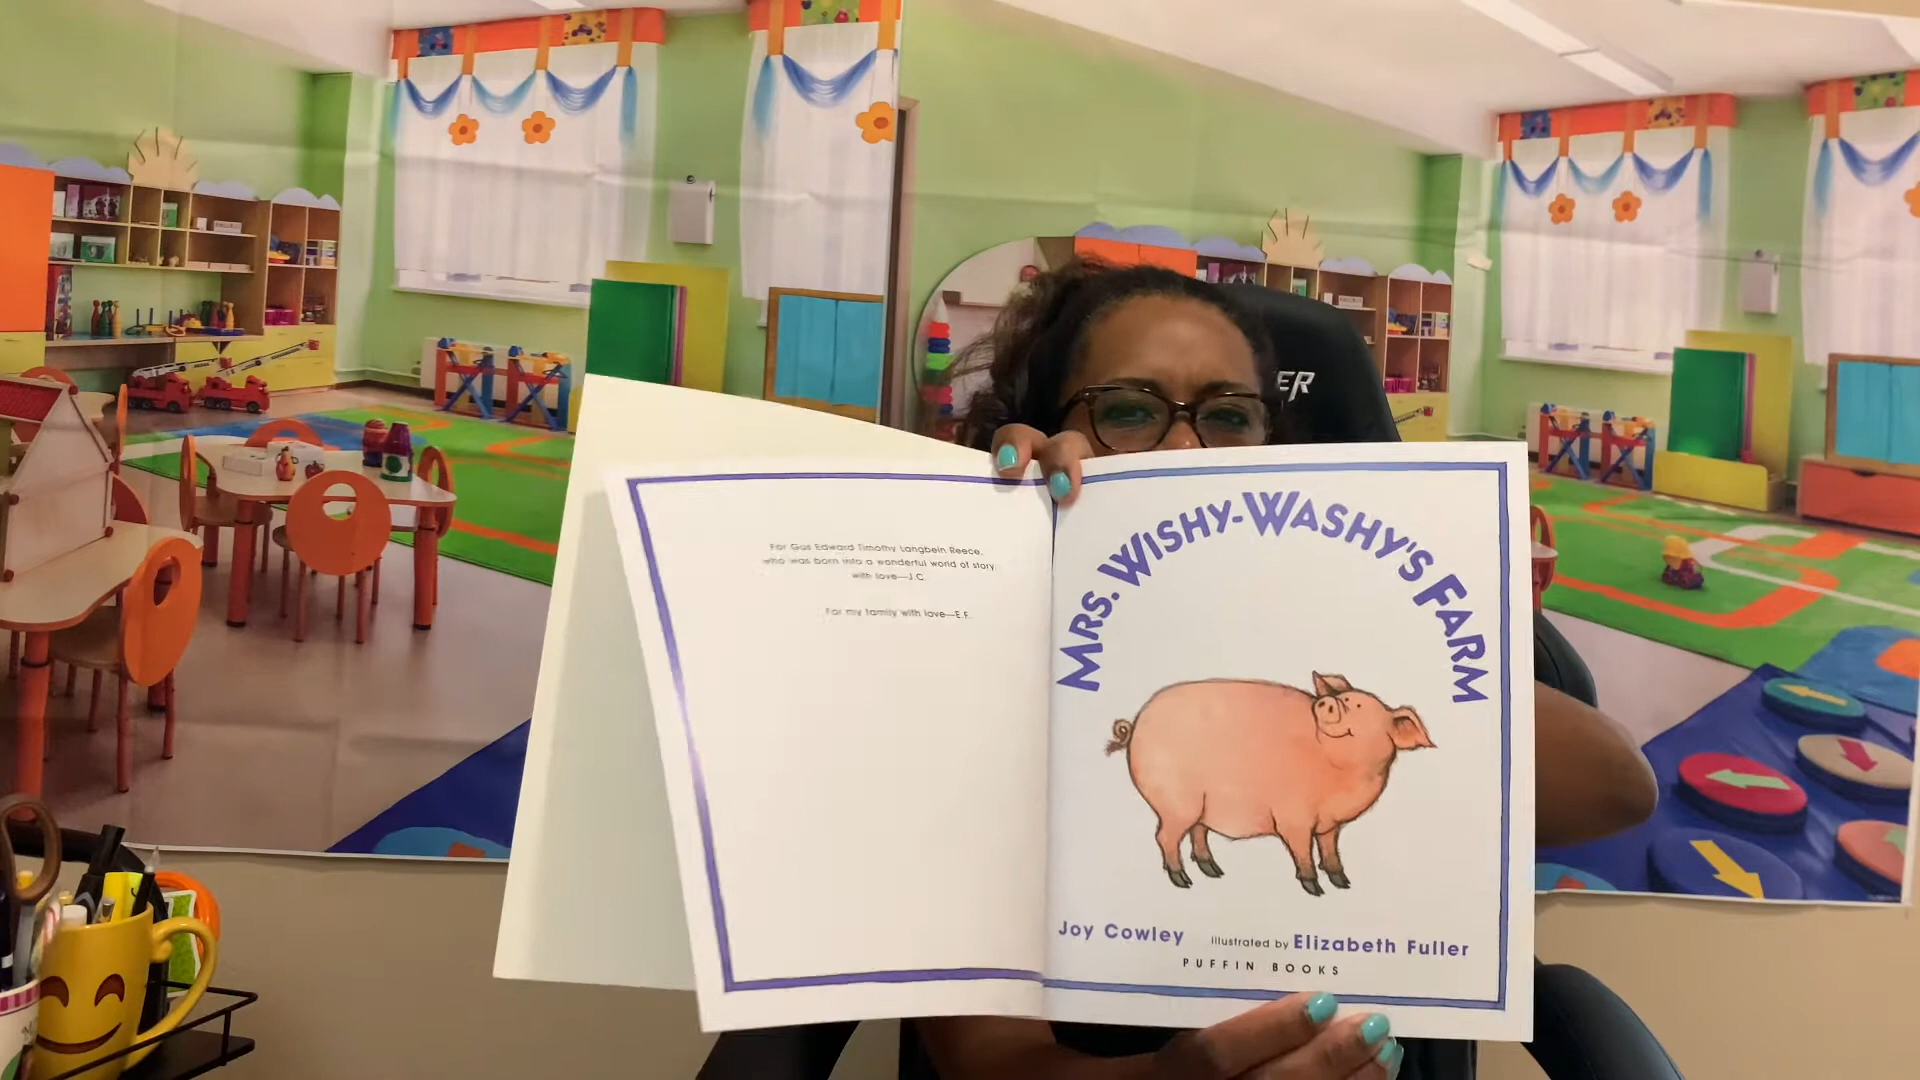 ER
For Gus Edward Timothy Langbein Reece,
who was born into a wonderful world of story,
with love—J.C.
For my family with love—E.F.
MRS. WISHY-WASHY'S FARM
Joy Cowley illustrated by Elizabeth Fuller
PUFFIN BOOKS